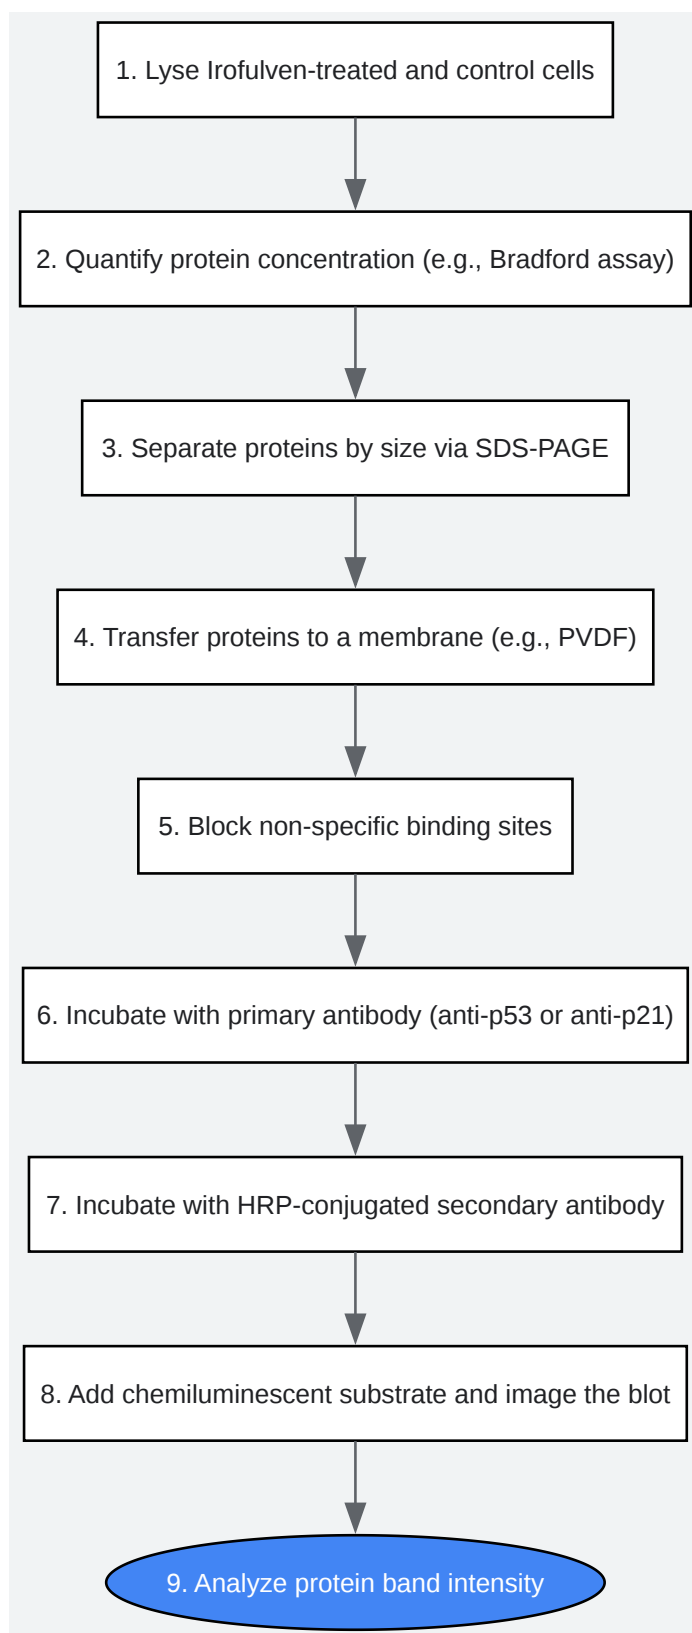 1. Lyse Irofulven-treated and control cells
2. Quantify protein concentration (e.g., Bradford assay)
3. Separate proteins by size via SDS-PAGE
4. Transfer proteins to a membrane (e.g., PVDF)
5. Block non-specific binding sites
6. Incubate with primary antibody (anti-p53 or anti-p21)
7. Incubate with HRP-conjugated secondary antibody
8. Add chemiluminescent substrate and image the blot
9. Analyze protein band intensity